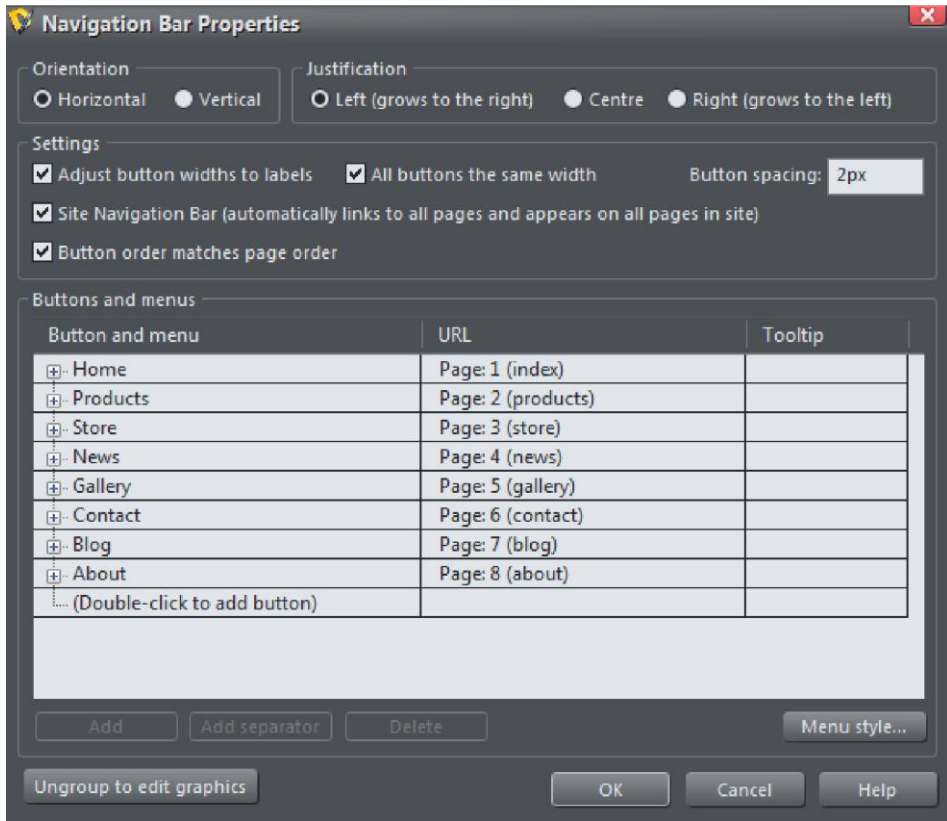 Navigation Bar Properties
Orientation Justification
Horizontal Vertical Left (grows to the right) Centre Right (grows to the left)
Settings
Adjust button widths to labels All buttons the same width Button spacing: 2px
Site Navigation Bar (automatically links to all pages and appears on all pages in site)
Button order matches page order
Buttons and menus
Button and menu URL Tooltip
Home Page: 1 (index)
Products Page: 2 (products)
Store Page: 3 (store)
News Page: 4 (news)
Gallery Page: 5 (gallery)
Contact Page: 6 (contact)
Blog Page: 7 (blog)
About Page: 8 (about)
(Double-click to add button)
Add Add separator Delete Menu style...
Ungroup to edit graphics OK Cancel Help